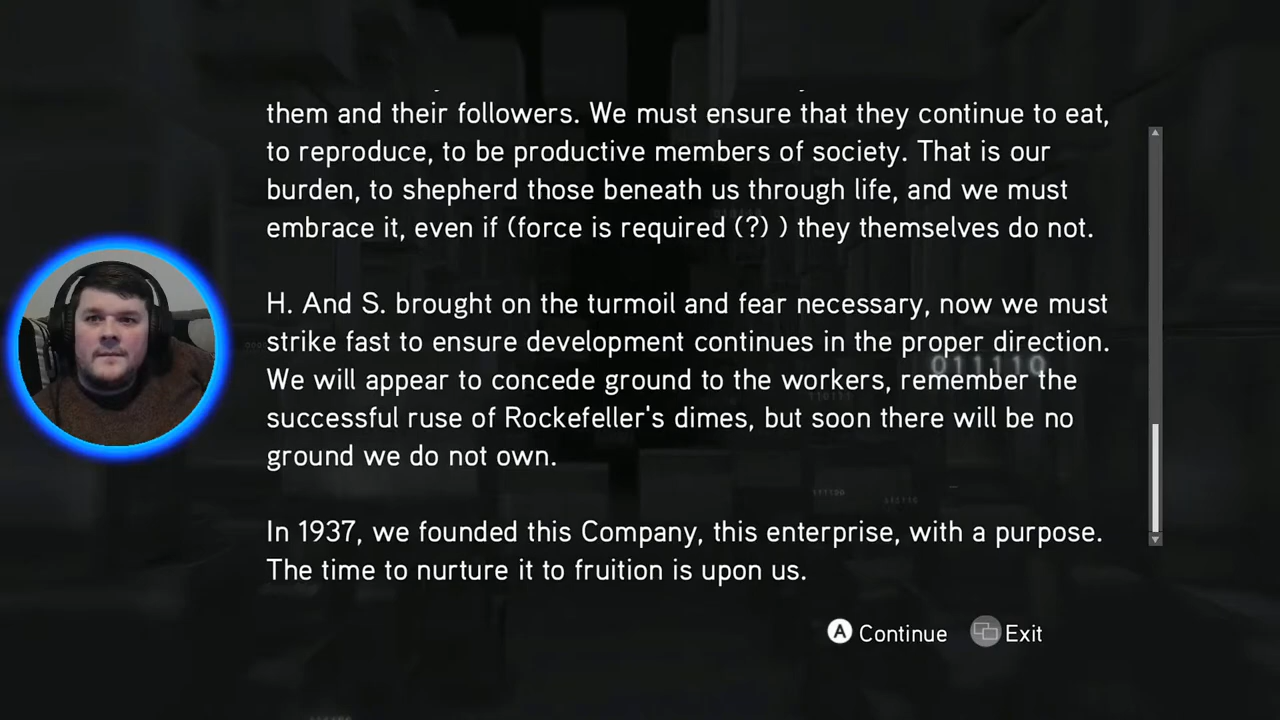 them and their followers. We must ensure that they continue to eat,
to reproduce, to be productive members of society. That is our
burden, to shepherd those beneath us through life, and we must
embrace it, even if (force is required (?) ) they themselves do not.
H. And S. brought on the turmoil and fear necessary, now we must
strike fast to ensure development continues in the proper direction.
011110
We will appear to concede ground to the workers, remember the
successful ruse of Rockefeller's dimes, but soon there will be no
ground we do not own.
In 1937, we founded this Company, this enterprise, with a purpose.
The time to nurture it to fruition is upon us.
A Continue Exit